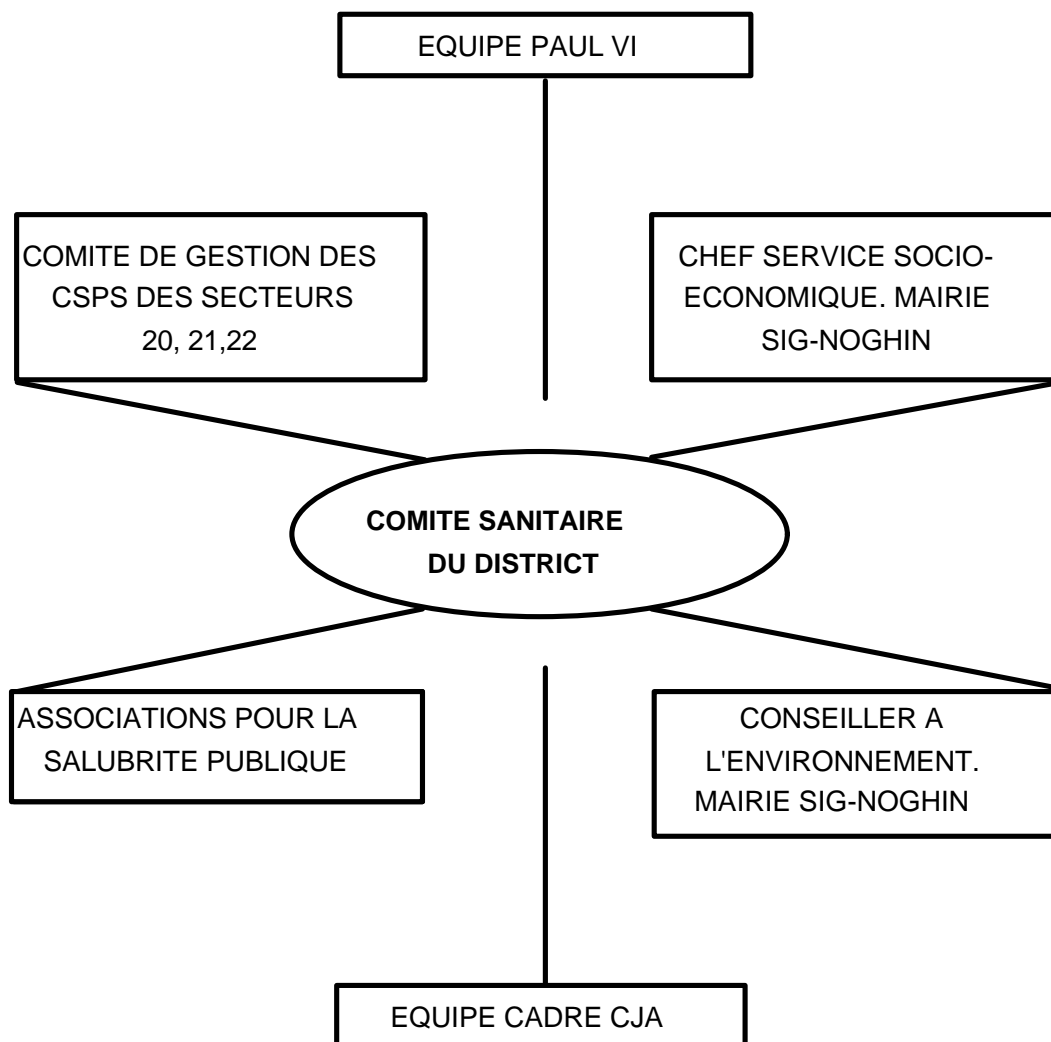 EQUIPE PAUL VI
COMITE DE GESTION DES
CSPS DES SECTEURS
20, 21,22
CHEF SERVICE SOCIO-
ECONOMIQUE. MAIRIE
SIG-NOGHIN
COMITE SANITAIRE
DU DISTRICT
ASSOCIATIONS POUR LA
SALUBRITE PUBLIQUE
CONSEILLER A
L'ENVIRONNEMENT.
MAIRIE SIG-NOGHIN
EQUIPE CADRE CJA